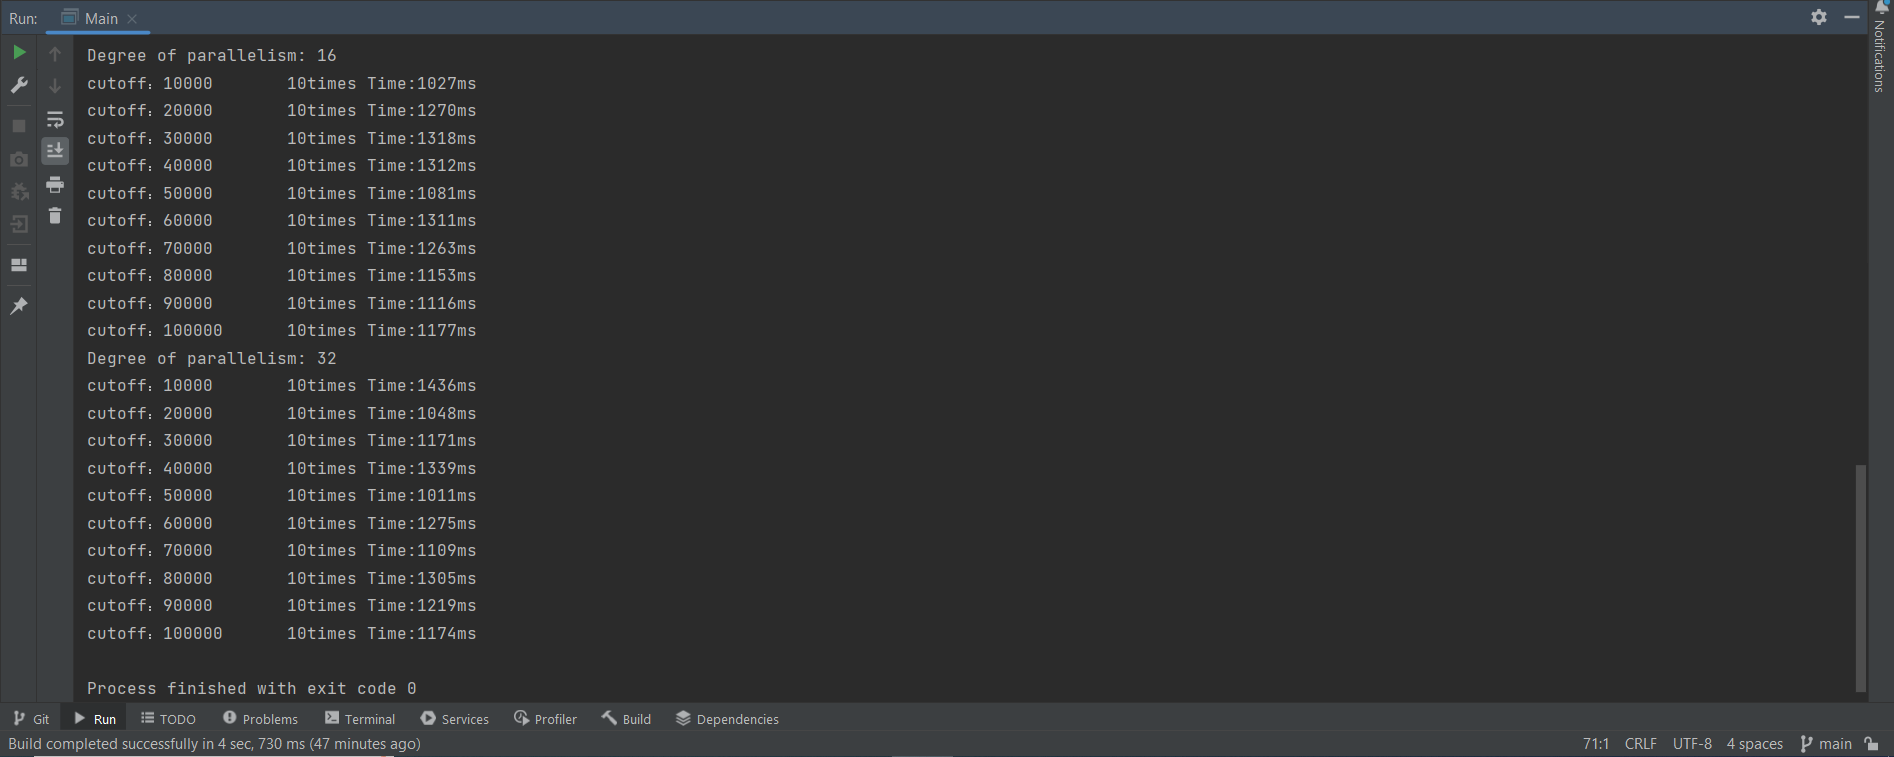 Run: Main
Notifications
Degree of parallelism: 16
cutoff：10000 10times Time:1027ms
cutoff：20000 10times Time:1270ms
cutoff：30000 10times Time:1318ms
cutoff：40000 10times Time:1312ms
cutoff：50000 10times Time:1081ms
cutoff：60000 10times Time:1311ms
cutoff：70000 10times Time:1263ms
cutoff：80000 10times Time:1153ms
cutoff：90000 10times Time:1116ms
cutoff：100000 10times Time:1177ms
Degree of parallelism: 32
cutoff：10000 10times Time:1436ms
cutoff：20000 10times Time:1048ms
cutoff：30000 10times Time:1171ms
cutoff：40000 10times Time:1339ms
cutoff：50000 10times Time:1011ms
cutoff：60000 10times Time:1275ms
cutoff：70000 10times Time:1109ms
cutoff：80000 10times Time:1305ms
cutoff：90000 10times Time:1219ms
cutoff：100000 10times Time:1174ms
Process finished with exit code 0
Git Run TODO Problems Terminal Services Profiler Build Dependencies
Build completed successfully in 4 sec, 730 ms (47 minutes ago) 71:1 CRLF UTF-8 4 spaces main